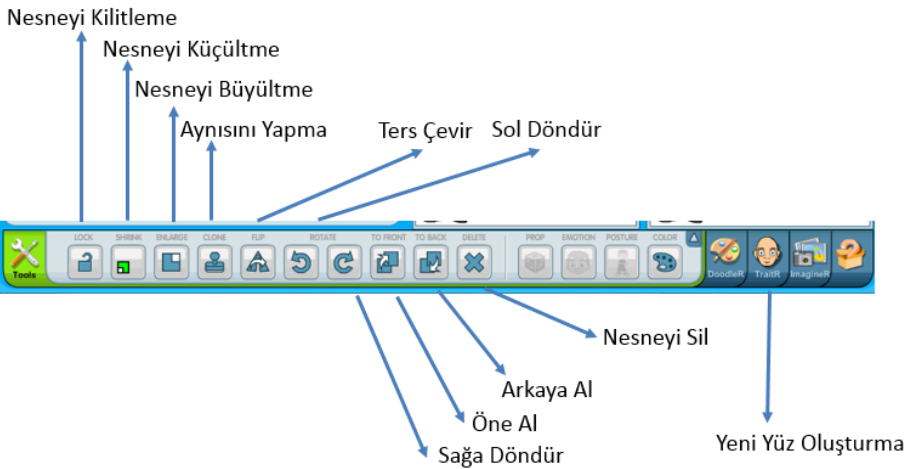 Nesneyi Kilitleme
Nesneyi Küçültme
Nesneyi Büyültme
Aynısını Yapma
Ters Çevir
Sol Döndür
LOCK SHRINK ENLARGE CLONE FLIP ROTATE TO FRONT TO BACK DELETE PROP EMOTION POSTURE COLOR
Tools
DoodleR TraitR ImagineR
Nesneyi Sil
Arkaya Al
Öne Al
Sağa Döndür
Yeni Yüz Oluşturma